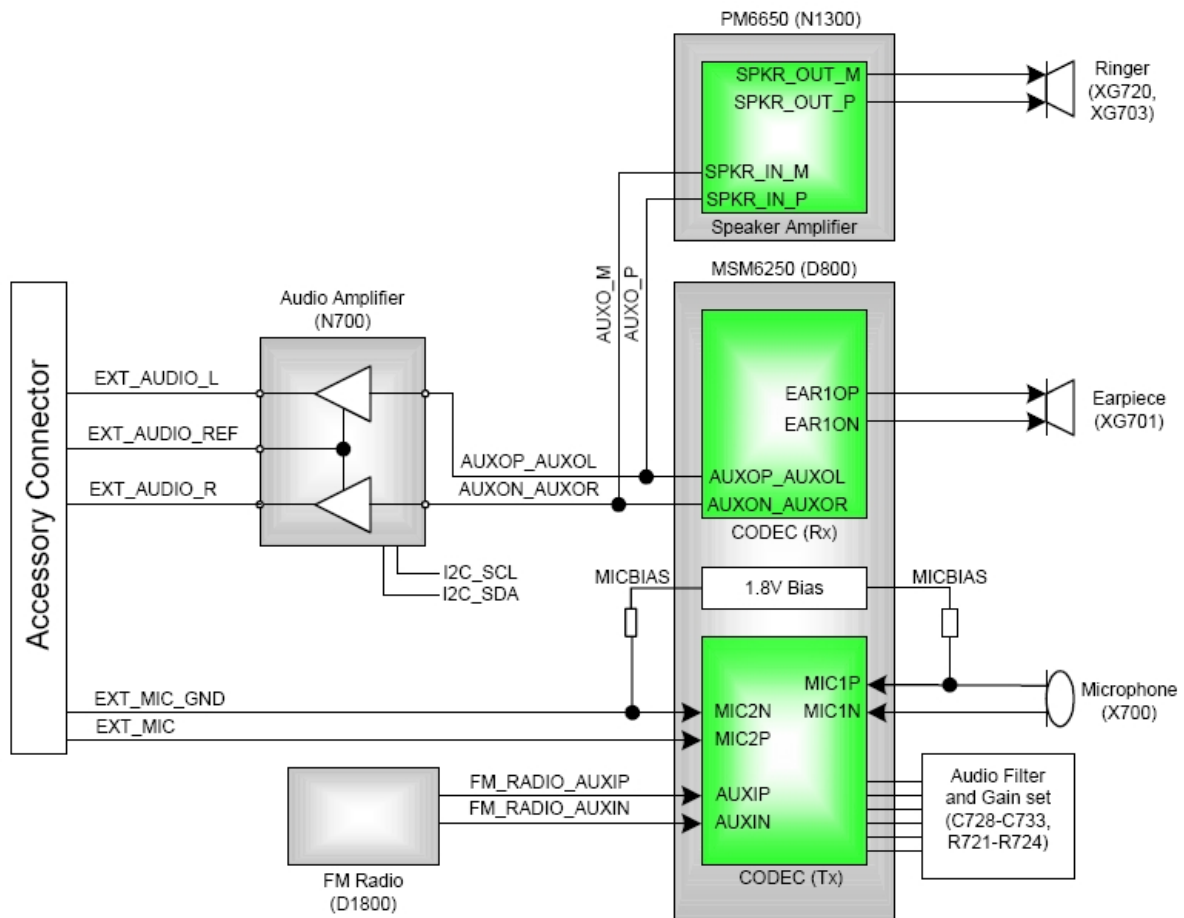 PM6650 (N1300)
SPKR_OUT_M
SPKR_OUT_P
SPKR_IN_M
SPKR_IN_P
Speaker Amplifier
Ringer
(XG720,
XG703)
AUXO_M
AUXO_P
MSM6250 (D800)
Audio Amplifier
(N700)
Accessory Connector
EXT_AUDIO_L
EXT_AUDIO_REF
EXT_AUDIO_R
AUXOP_AUXOL
AUXON_AUXOR
I2C_SCL
I2C_SDA
EAR1OP
EAR1ON
AUXOP_AUXOL
AUXON_AUXOR
CODEC (Rx)
Earpiece
(XG701)
MICBIAS
1.8V Bias
MICBIAS
EXT_MIC_GND
EXT_MIC
MIC1P
MIC2N
MIC1N
MIC2P
Microphone
(X700)
FM_RADIO_AUXIP
FM_RADIO_AUXIN
AUXIP
AUXIN
CODEC (Tx)
Audio Filter
and Gain set
(C728-C733,
R721-R724)
FM Radio
(D1800)